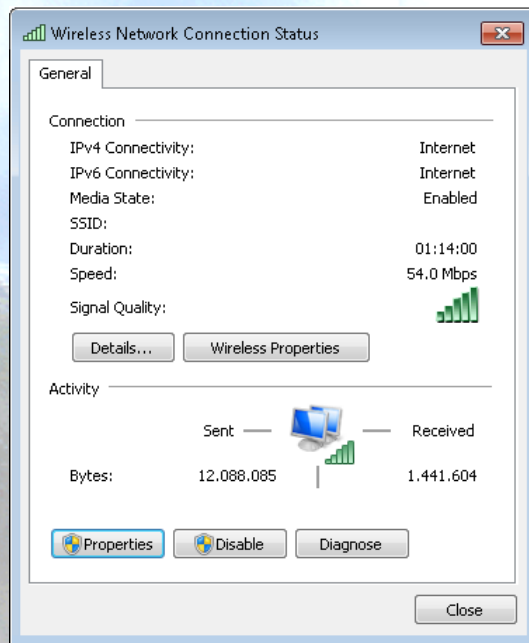 Wireless Network Connection Status
General
Connection
IPv4 Connectivity: Internet
IPv6 Connectivity: Internet
Media State: Enabled
SSID:
Duration: 01:14:00
Speed: 54.0 Mbps
Signal Quality:
Details... Wireless Properties
Activity
Sent — Received
Bytes: 12.088.085 1.441.604
Properties Disable Diagnose
Close